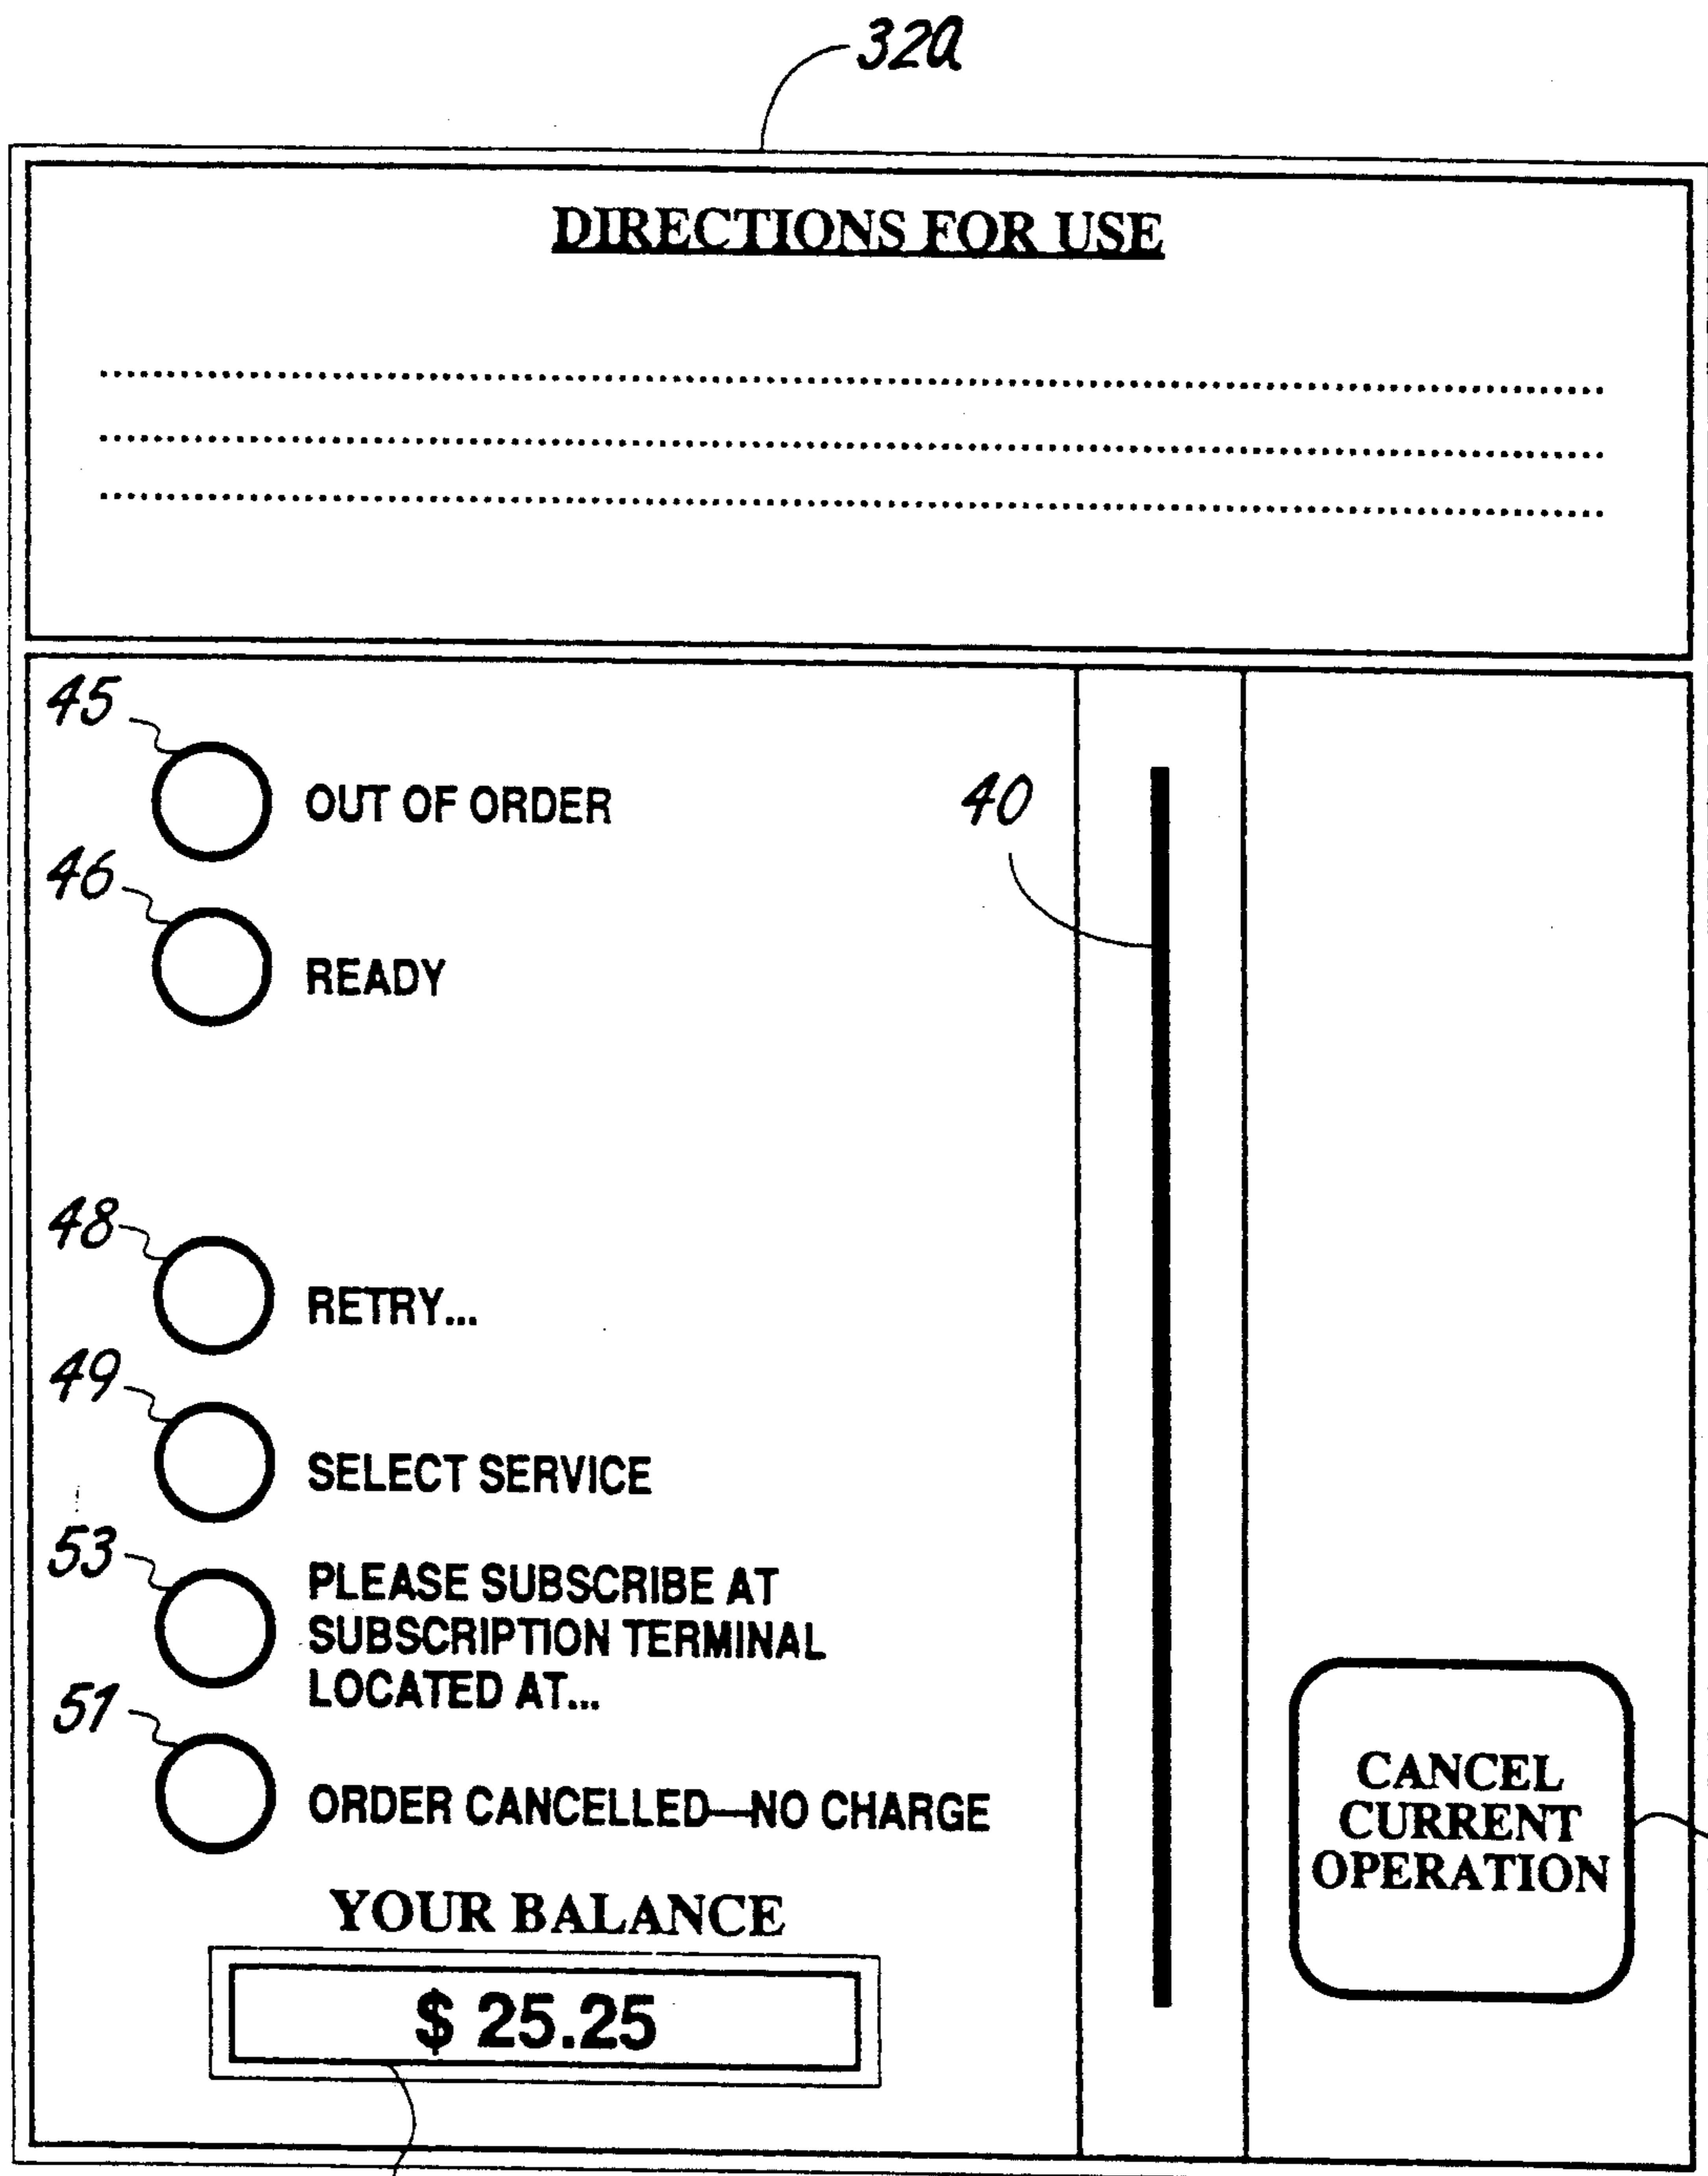 32a
DIRECTIONS FOR USE
45
OUT OF ORDER
40
46
READY
48
RETRY...
49
SELECT SERVICE
53
PLEASE SUBSCRIBE AT
SUBSCRIPTION TERMINAL
LOCATED AT...
51
ORDER CANCELLED—NO CHARGE
CANCEL
CURRENT
OPERATION
YOUR BALANCE
$ 25.25